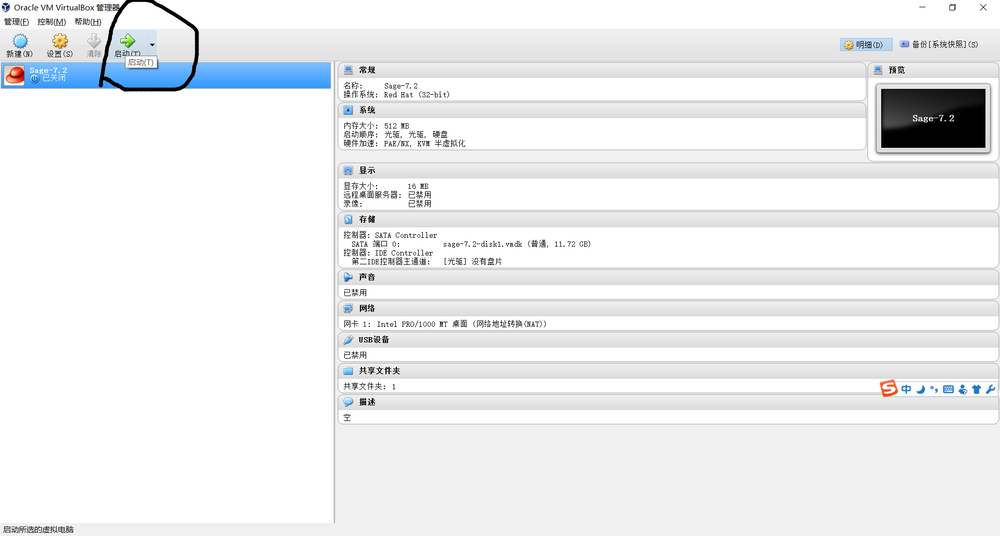 Oracle VM VirtualBox 管理器
管理(F) 控制(M) 帮助(H)
新建(N) 设置(S) 清除 启动(T)
启动(T)
明细(D) 备份[系统快照](S)
Sage-7.2
已关闭
常规
名称: Sage-7.2
操作系统: Red Hat (32-bit)
系统
内存大小: 512 MB
启动顺序: 光驱, 光驱, 硬盘
硬件加速: PAE/NX, KVM 半虚拟化
预览
Sage-7.2
显示
显存大小: 16 MB
远程桌面服务器: 已禁用
录像: 已禁用
存储
控制器: SATA Controller
SATA 端口 0: sage-7.2-disk1.vmdk (普通, 11.72 GB)
控制器: IDE Controller
第二IDE控制器主通道: [光驱] 没有盘片
声音
已禁用
网络
网卡 1: Intel PRO/1000 MT 桌面 (网络地址转换(NAT))
USB设备
已禁用
共享文件夹
共享文件夹: 1
S 中
描述
空
启动所选的虚拟电脑